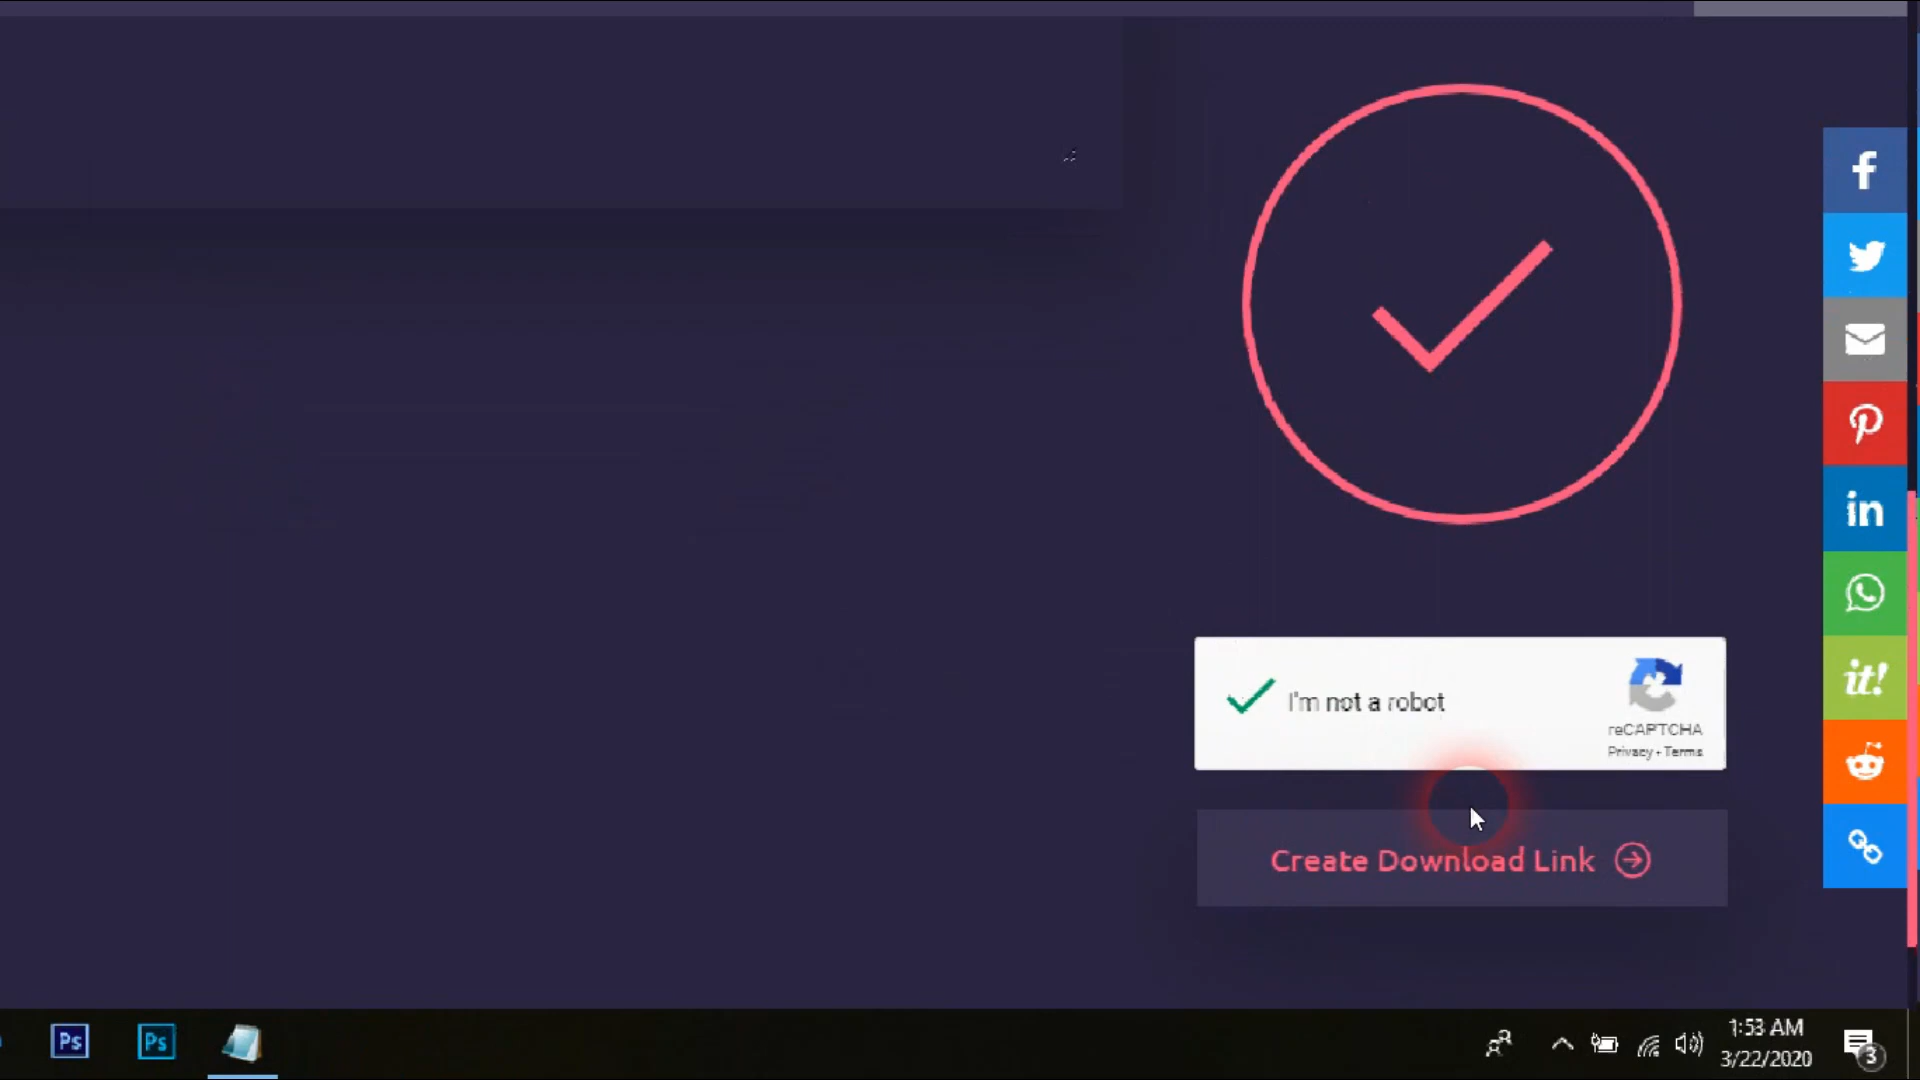 f
in
it!
I'm not a robot
reCAPTCHA
Privacy - Terms
Create Download Link
Ps
Ps
1:53 AM
3/22/2020
3